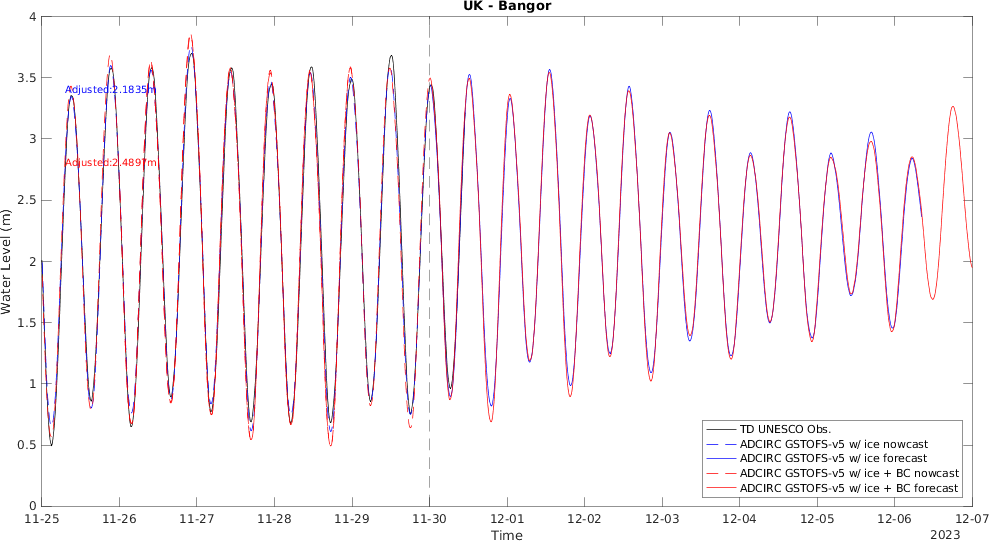 UK - Bangor
4
3.5
3
2.5
2
1.5
1
0.5
0
Water Level (m)
Adjusted:2.1835m
Adjusted:2.4897m
TD UNESCO Obs.
ADCIRC GSTOFS-v5 w/ ice nowcast
ADCIRC GSTOFS-v5 w/ ice forecast
ADCIRC GSTOFS-v5 w/ ice + BC nowcast
ADCIRC GSTOFS-v5 w/ ice + BC forecast
11-25 11-26 11-27 11-28 11-29 11-30 12-01 12-02 12-03 12-04 12-05 12-06 12-07
Time
2023